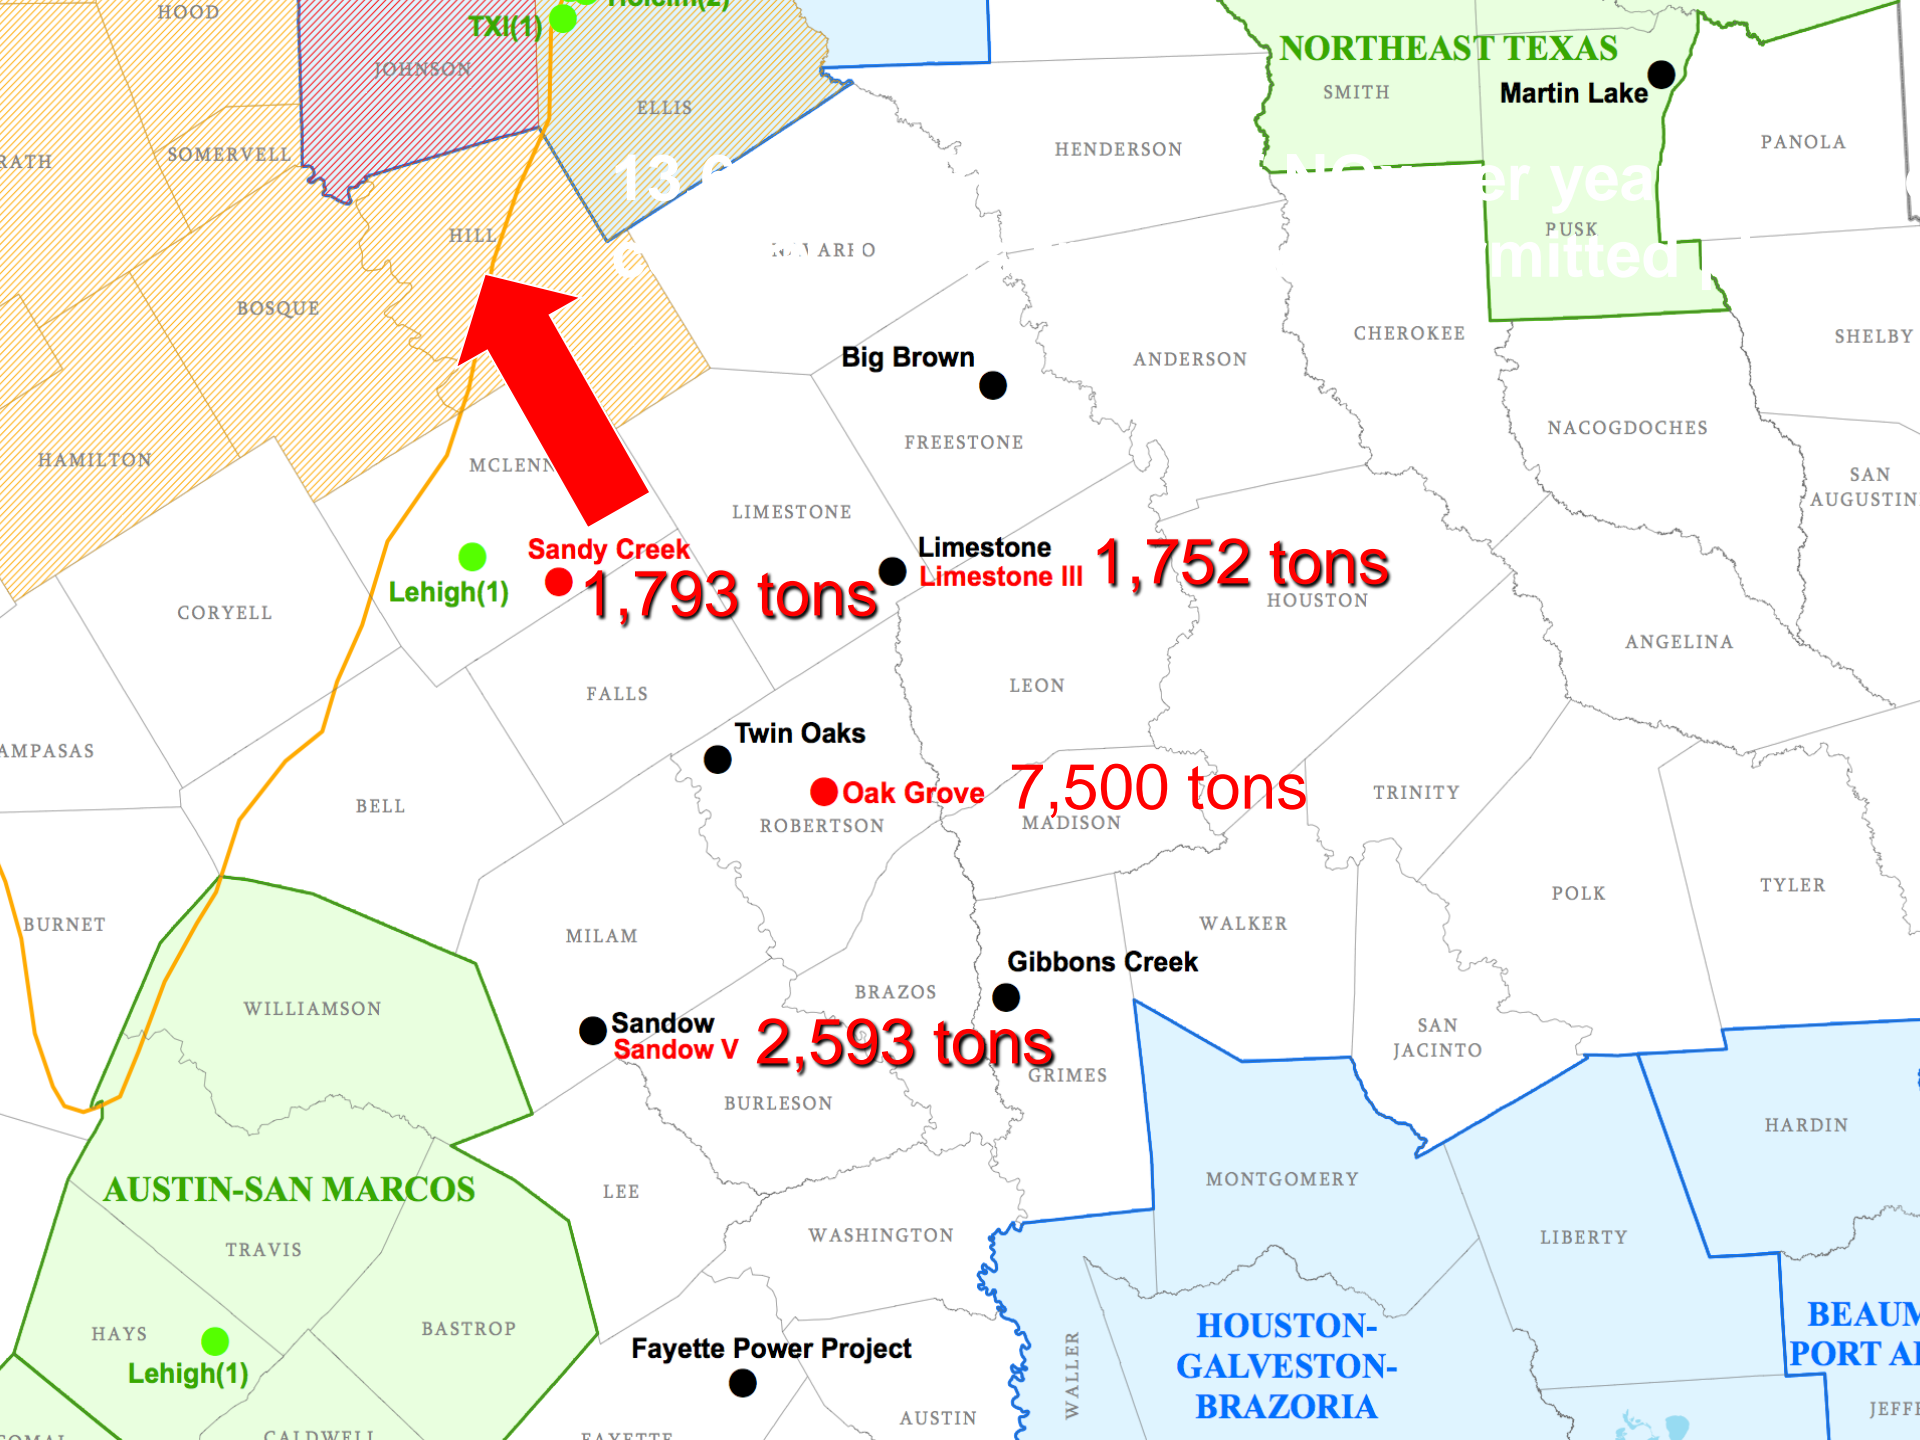 HOOD
TXI(1)
JOHNSON
ELLIS
NORTHEAST TEXAS
SMITH
Martin Lake
PANOLA
SOMERVELL
HENDERSON
HILL
PUSK
BOSQUE
CHEROKEE
SHELBY
Big Brown
ANDERSON
FREESTONE
NACOGDOCHES
HAMILTON
MCLENN
LIMESTONE
SAN
AUGUSTIN
Sandy Creek
1,793 tons
Lehigh(1)
Limestone
Limestone III
1,752 tons
HOUSTON
CORYELL
ANGELINA
FALLS
LEON
AMPASAS
Twin Oaks
Oak Grove
7,500 tons
BELL
ROBERTSON
MADISON
TRINITY
BURNET
MILAM
WALKER
POLK
TYLER
Gibbons Creek
WILLIAMSON
BRAZOS
Sandow
Sandow V
2,593 tons
SAN
JACINTO
GRIMES
BURLESON
HARDIN
AUSTIN-SAN MARCOS
LEE
MONTGOMERY
TRAVIS
WASHINGTON
LIBERTY
HAYS
BASTROP
Lehigh(1)
Fayette Power Project
WALLER
HOUSTON-
GALVESTON-
BRAZORIA
BEAUM
PORT A
AUSTIN
JEFFE
CALDWELL
FAYETTE